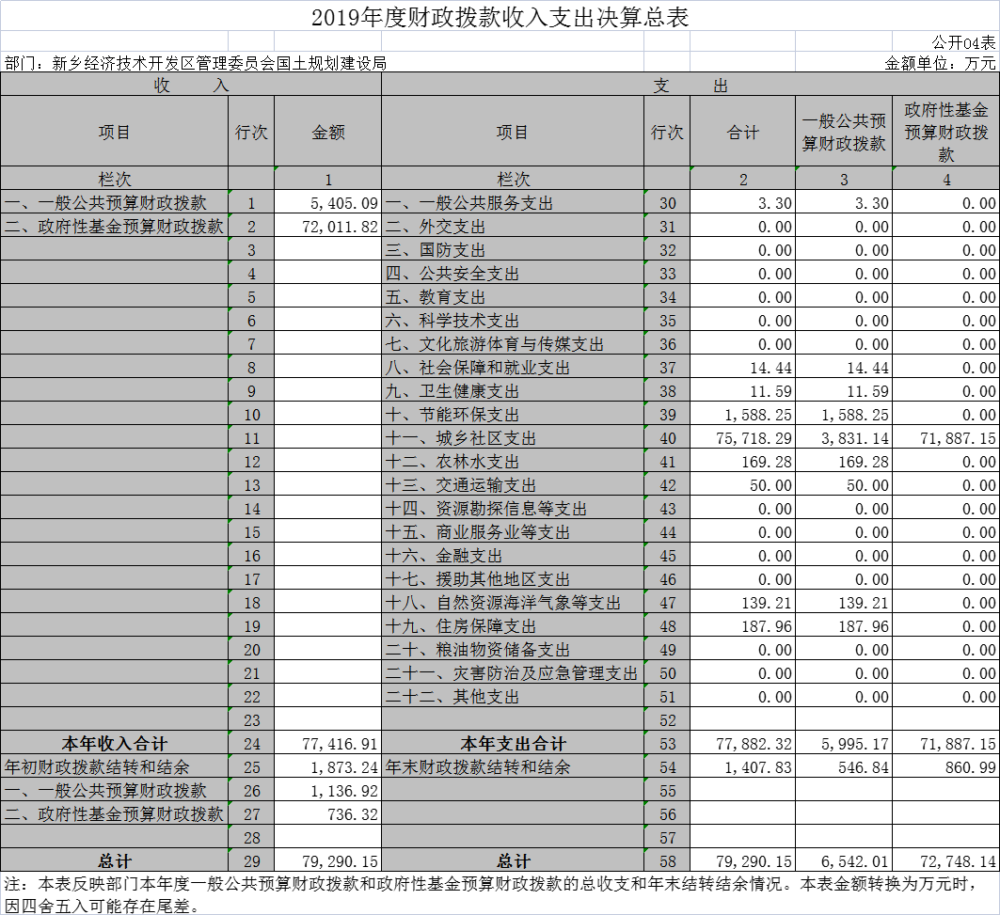 2019年度财政拨款收入支出决算总表
公开04表
部门：新乡经济技术开发区管理委员会国土规划建设局 金额单位：万元
收 入 支 出
项目 行次 金额 项目 行次 合计 一般公共预算财政拨款 政府性基金预算财政拨款
栏次 1 栏次 2 3 4
一、一般公共预算财政拨款 1 5,405.09 一、一般公共服务支出 30 3.30 3.30 0.00
二、政府性基金预算财政拨款 2 72,011.82 二、外交支出 31 0.00 0.00 0.00
3 三、国防支出 32 0.00 0.00 0.00
4 四、公共安全支出 33 0.00 0.00 0.00
5 五、教育支出 34 0.00 0.00 0.00
6 六、科学技术支出 35 0.00 0.00 0.00
7 七、文化旅游体育与传媒支出 36 0.00 0.00 0.00
8 八、社会保障和就业支出 37 14.44 14.44 0.00
9 九、卫生健康支出 38 11.59 11.59 0.00
10 十、节能环保支出 39 1,588.25 1,588.25 0.00
11 十一、城乡社区支出 40 75,718.29 3,831.14 71,887.15
12 十二、农林水支出 41 169.28 169.28 0.00
13 十三、交通运输支出 42 50.00 50.00 0.00
14 十四、资源勘探信息等支出 43 0.00 0.00 0.00
15 十五、商业服务业等支出 44 0.00 0.00 0.00
16 十六、金融支出 45 0.00 0.00 0.00
17 十七、援助其他地区支出 46 0.00 0.00 0.00
18 十八、自然资源海洋气象等支出 47 139.21 139.21 0.00
19 十九、住房保障支出 48 187.96 187.96 0.00
20 二十、粮油物资储备支出 49 0.00 0.00 0.00
21 二十一、灾害防治及应急管理支出 50 0.00 0.00 0.00
22 二十二、其他支出 51 0.00 0.00 0.00
23 52
本年收入合计 24 77,416.91 本年支出合计 53 77,882.32 5,995.17 71,887.15
年初财政拨款结转和结余 25 1,873.24 年末财政拨款结转和结余 54 1,407.83 546.84 860.99
一、一般公共预算财政拨款 26 1,136.92 55
二、政府性基金预算财政拨款 27 736.32 56
28 57
总计 29 79,290.15 总计 58 79,290.15 6,542.01 72,748.14
注：本表反映部门本年度一般公共预算财政拨款和政府性基金预算财政拨款的总收支和年末结转结余情况。本表金额转换为万元时，
因四舍五入可能存在尾差。